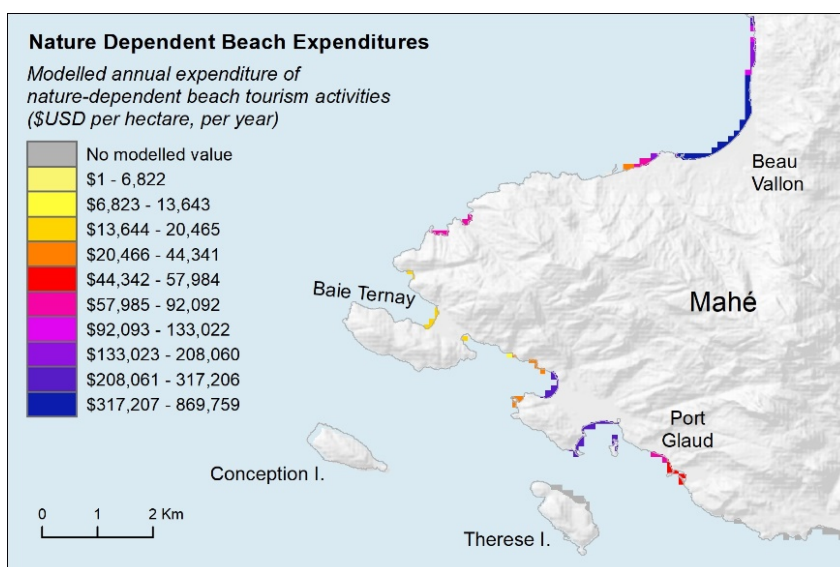 Nature Dependent Beach Expenditures
Modelled annual expenditure of
nature-dependent beach tourism activities
($USD per hectare, per year)
No modelled value
$1 - 6,822
$6,823 - 13,643
$13,644 - 20,465
$20,466 - 44,341
$44,342 - 57,984
$57,985 - 92,092
$92,093 - 133,022
$133,023 - 208,060
$208,061 - 317,206
$317,207 - 869,759
Beau
Vallon
Baie Ternay
Mahé
Port
Glaud
Conception I.
Therese I.
0 1 2 Km